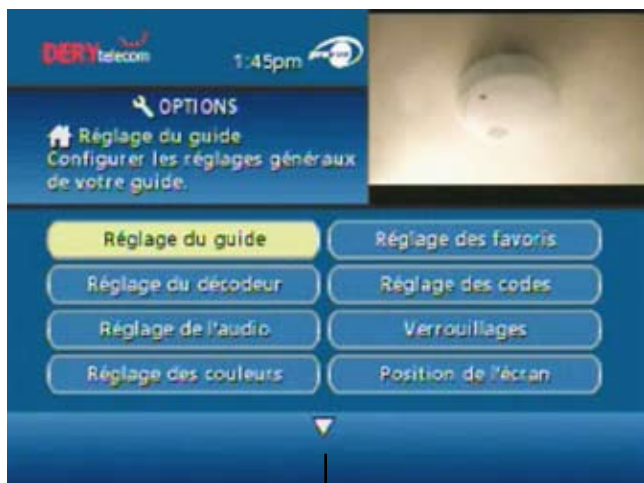 DERYtelecom
1:45pm
OPTIONS
Réglage du guide
Configurer les réglages généraux
de votre guide.
Réglage du guide
Réglage des favoris
Réglage du décodeur
Réglage des codes
Réglage de l'audio
Verrouillages
Réglage des couleurs
Position de l'écran